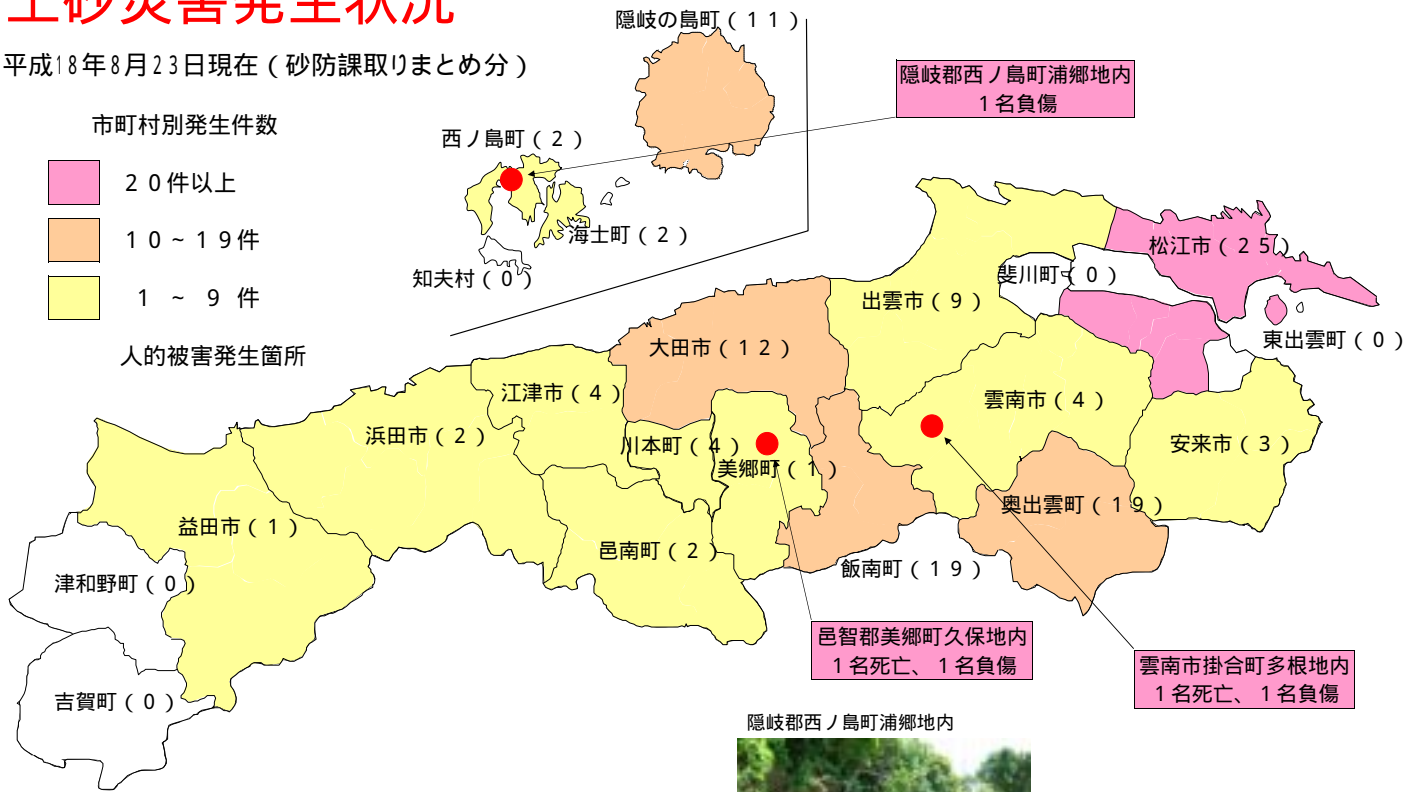 土砂災害発生状況
平成18年8月23日現在（砂防課取りまとめ分）
市町村別発生件数
２０件以上
１０～１９件
１～９件
人的被害発生箇所
隠岐の島町（１１）
西ノ島町（２）
海士町（２）
知夫村（０）
隠岐郡西ノ島町浦郷地内
１名負傷
松江市（２５）
斐川町（０）
出雲市（９）
東出雲町（０）
大田市（１２）
江津市（４）
雲南市（４）
浜田市（２）
川本町（４）
美郷町（１）
安来市（３）
奥出雲町（１９）
益田市（１）
邑南町（２）
飯南町（１９）
津和野町（０）
吉賀町（０）
邑智郡美郷町久保地内
１名死亡、１名負傷
雲南市掛合町多根地内
１名死亡、１名負傷
隠岐郡西ノ島町浦郷地内